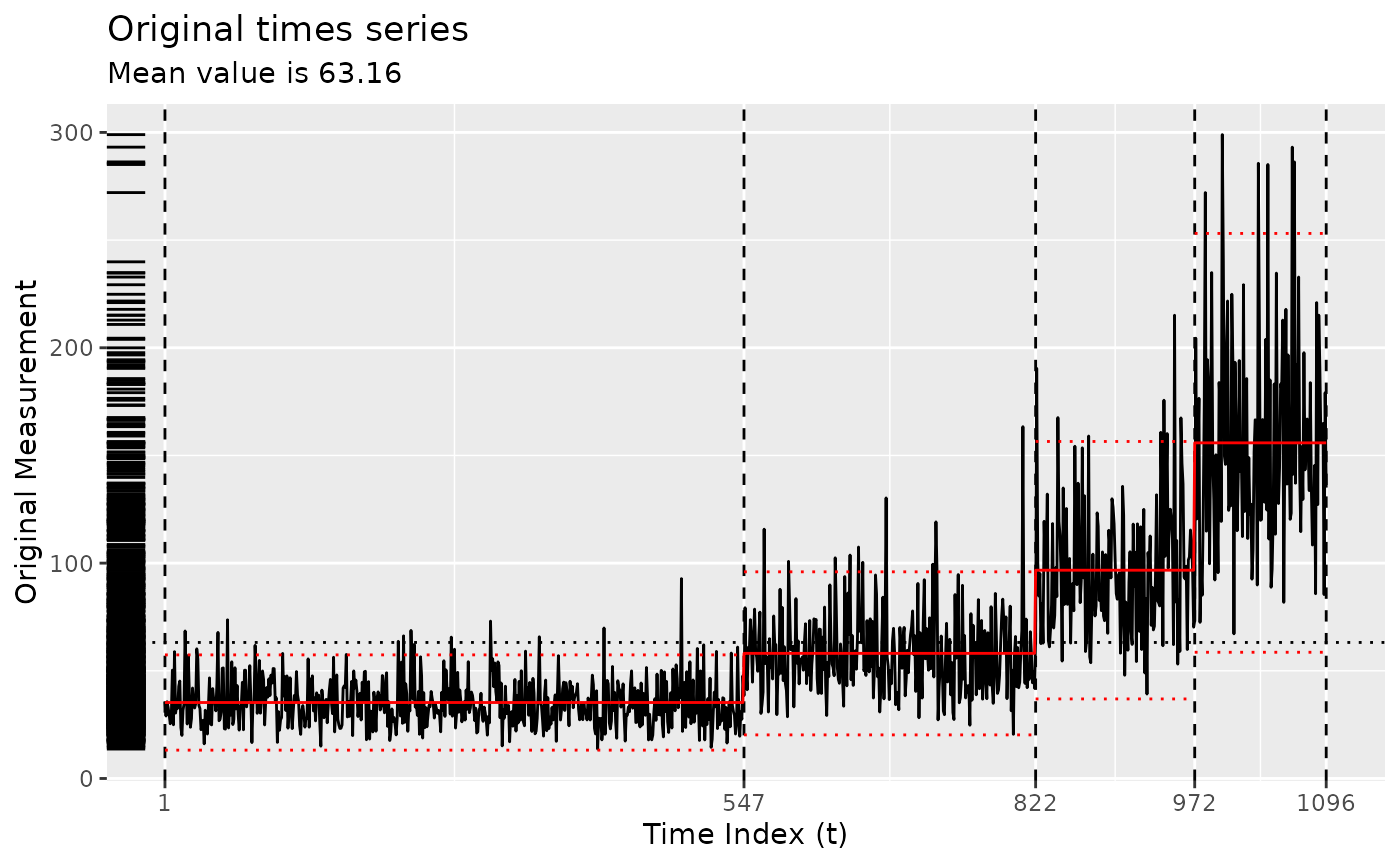 Original times series
Mean value is 63.16
Original Measurement
300
200
100
0
1
547
822
972
1096
Time Index (t)